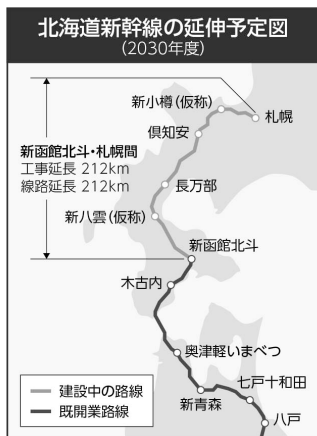 北海道新幹線の延伸予定図
(2030年度)
新小樽(仮称)
札幌
倶知安
新函館北斗・札幌間
工事延長 212km
線路延長 212km
長万部
新八雲(仮称)
新函館北斗
木古内
奥津軽いまべつ
七戸十和田
新青森
八戸
建設中の路線
既開業路線